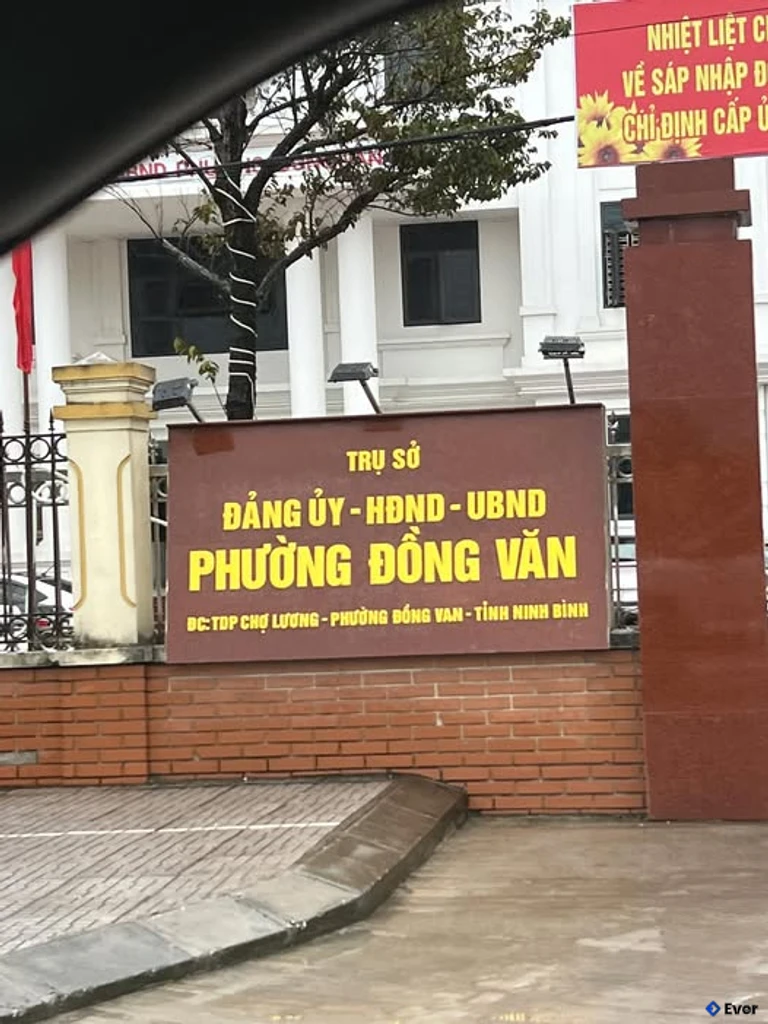 NHIỆT LIỆT
VỀ SÁP NHẬP
CHỈ ĐỊNH CẤP
UBND
TRỤ SỞ
ĐẢNG ỦY - HĐND - UBND
PHƯỜNG ĐỒNG VĂN
ĐC: TDP CHỢ LƯƠNG - PHƯỜNG ĐỒNG VAN - TỈNH NINH BÌNH
Evor